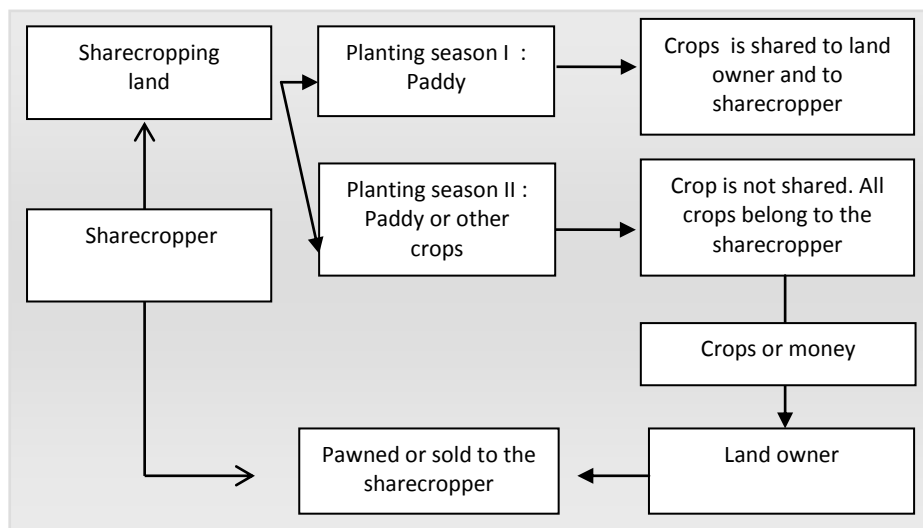 Sharecropping
land
Planting season I  :
Paddy
Crops  is shared to land
owner and to
sharecropper
Planting season II :
Paddy or other
crops
Crop is not shared. All
crops belong to the
sharecropper
Sharecropper
Crops or money
Pawned or sold to the
sharecropper
Land owner